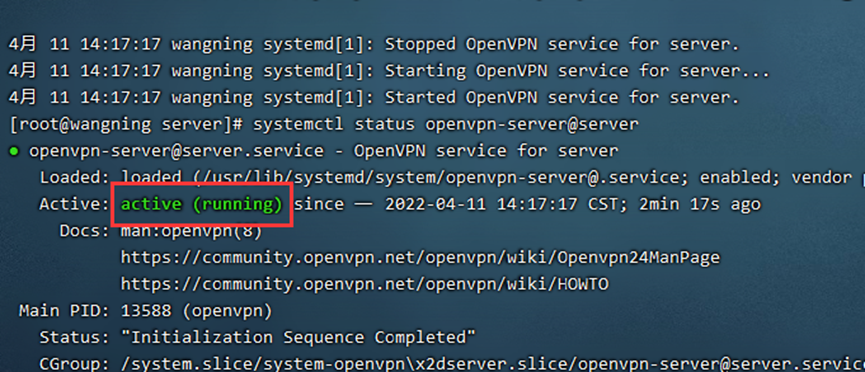 4月 11 14:17:17 wangning systemd[1]: Stopped OpenVPN service for server.
4月 11 14:17:17 wangning systemd[1]: Starting OpenVPN service for server...
4月 11 14:17:17 wangning systemd[1]: Started OpenVPN service for server.
[root@wangning server]# systemctl status openvpn-server@server
● openvpn-server@server.service - OpenVPN service for server
Loaded: loaded (/usr/lib/systemd/system/openvpn-server@.service; enabled; vendor
Active: active (running) since 一 2022-04-11 14:17:17 CST; 2min 17s ago
Docs: man:openvpn(8)
https://community.openvpn.net/openvpn/wiki/Openvpn24ManPage
https://community.openvpn.net/openvpn/wiki/HOWTO
Main PID: 13588 (openvpn)
Status: "Initialization Sequence Completed"
CGroup: /system.slice/system-openvpn\x2dserver.slice/openvpn-server@server.service